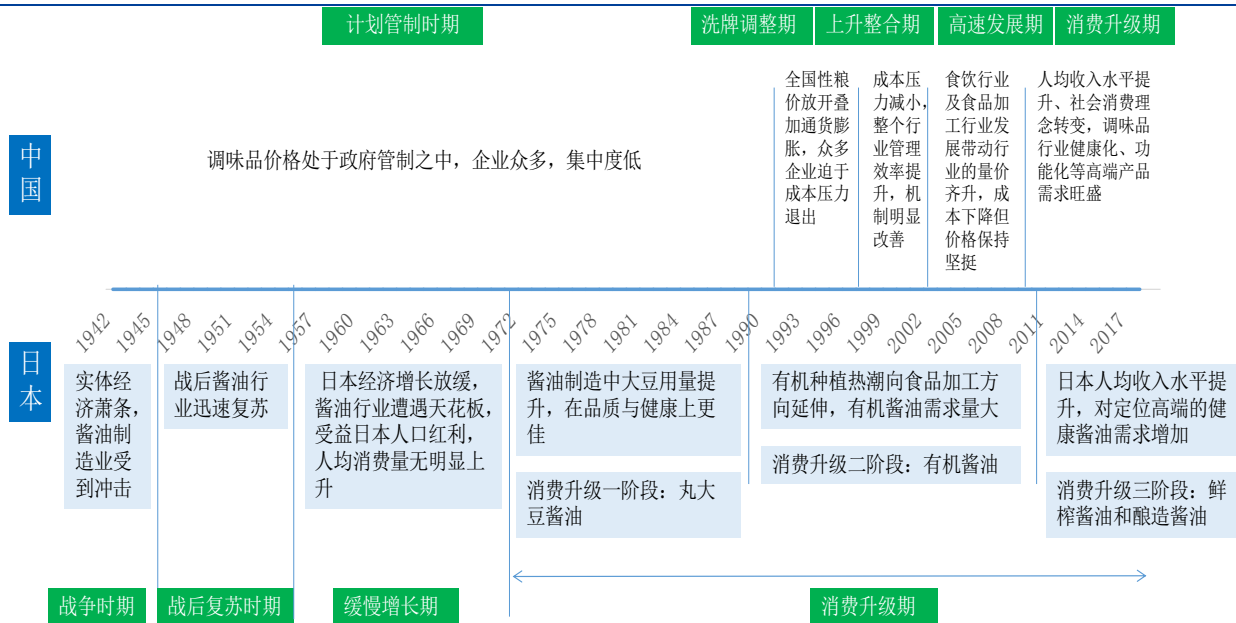 计划管制时期
洗牌调整期
上升整合期
高速发展期
消费升级期
中
国
调味品价格处于政府管制之中，企业众多，集中度低
全国性粮
价放开叠
加通货膨
胀，众多
企业迫于
成本压力
退出
成本压
力减小，
整个行
业管理
效率提
升，机
制明显
改善
食饮行业
及食品加
工行业发
展带动行
业的量价
齐升，成
本下降但
价格保持
坚挺
人均收入水平提
升、社会消费理
念转变，调味品
行业健康化、功
能化等高端产品
需求旺盛
1942
1945
1948
1951
1954
1957
1960
1963
1966
1969
1972
1975
1978
1981
1984
1987
1990
1993
1996
1999
2002
2005
2008
2011
2014
2017
日
本
实体经
济萧条，
酱油制
造业受
到冲击
战后酱油行
业迅速复苏
日本经济增长放缓，
酱油行业遭遇天花板，
受益日本人口红利，
人均消费量无明显上
升
酱油制造中大豆用量提
升，在品质与健康上更
佳
消费升级一阶段：丸大
豆酱油
有机种植热潮向食品加工方
向延伸，有机酱油需求量大
消费升级二阶段：有机酱油
日本人均收入水平提
升，对定位高端的健
康酱油需求增加
消费升级三阶段：鲜
榨酱油和酿造酱油
战争时期
战后复苏时期
缓慢增长期
消费升级期